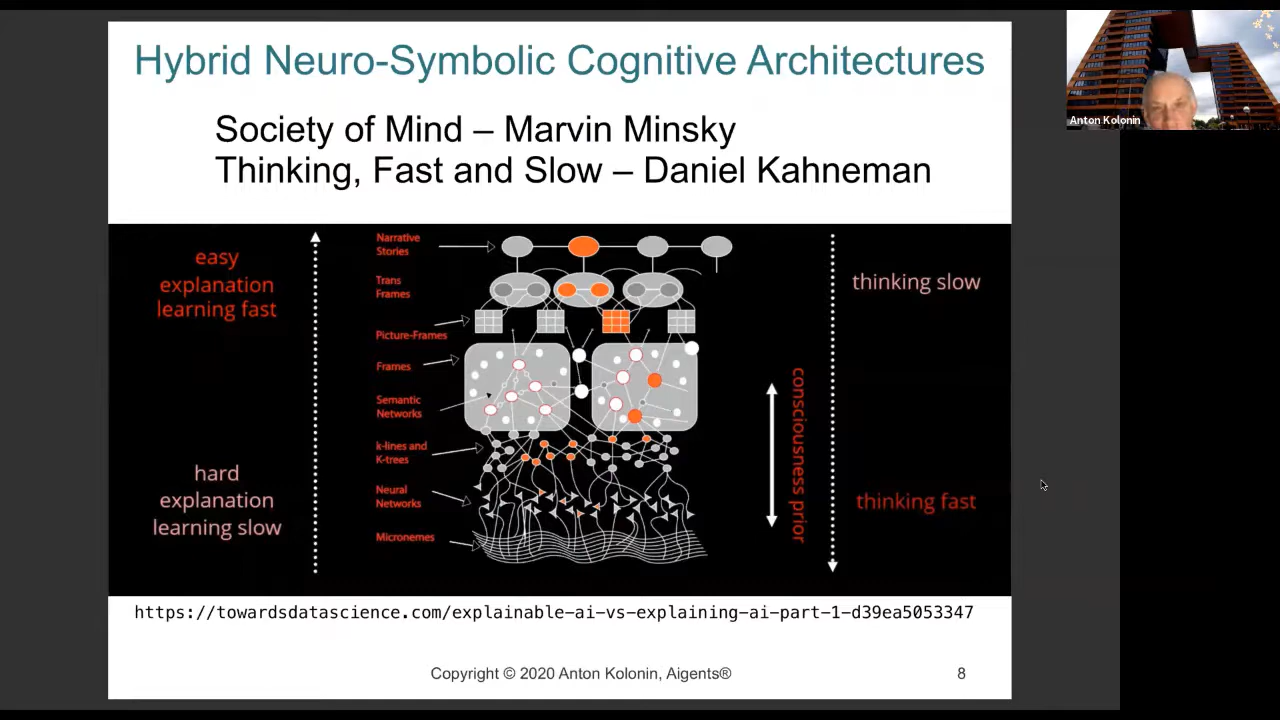 Hybrid Neuro-Symbolic Cognitive Architectures
Anton Kolonin
Society of Mind – Marvin Minsky
Thinking, Fast and Slow – Daniel Kahneman
easy
explanation
learning fast
hard
explanation
learning slow
Narrative
Stories
Trans
Frames
Picture-Frames
Frames
Semantic
Networks
k-lines and
K-trees
Neural
Networks
Micronemes
consciousness prior
thinking slow
thinking fast
https://towardsdatascience.com/explainable-ai-vs-explaining-ai-part-1-d39ea5053347
Copyright © 2020 Anton Kolonin, Aigents®
8